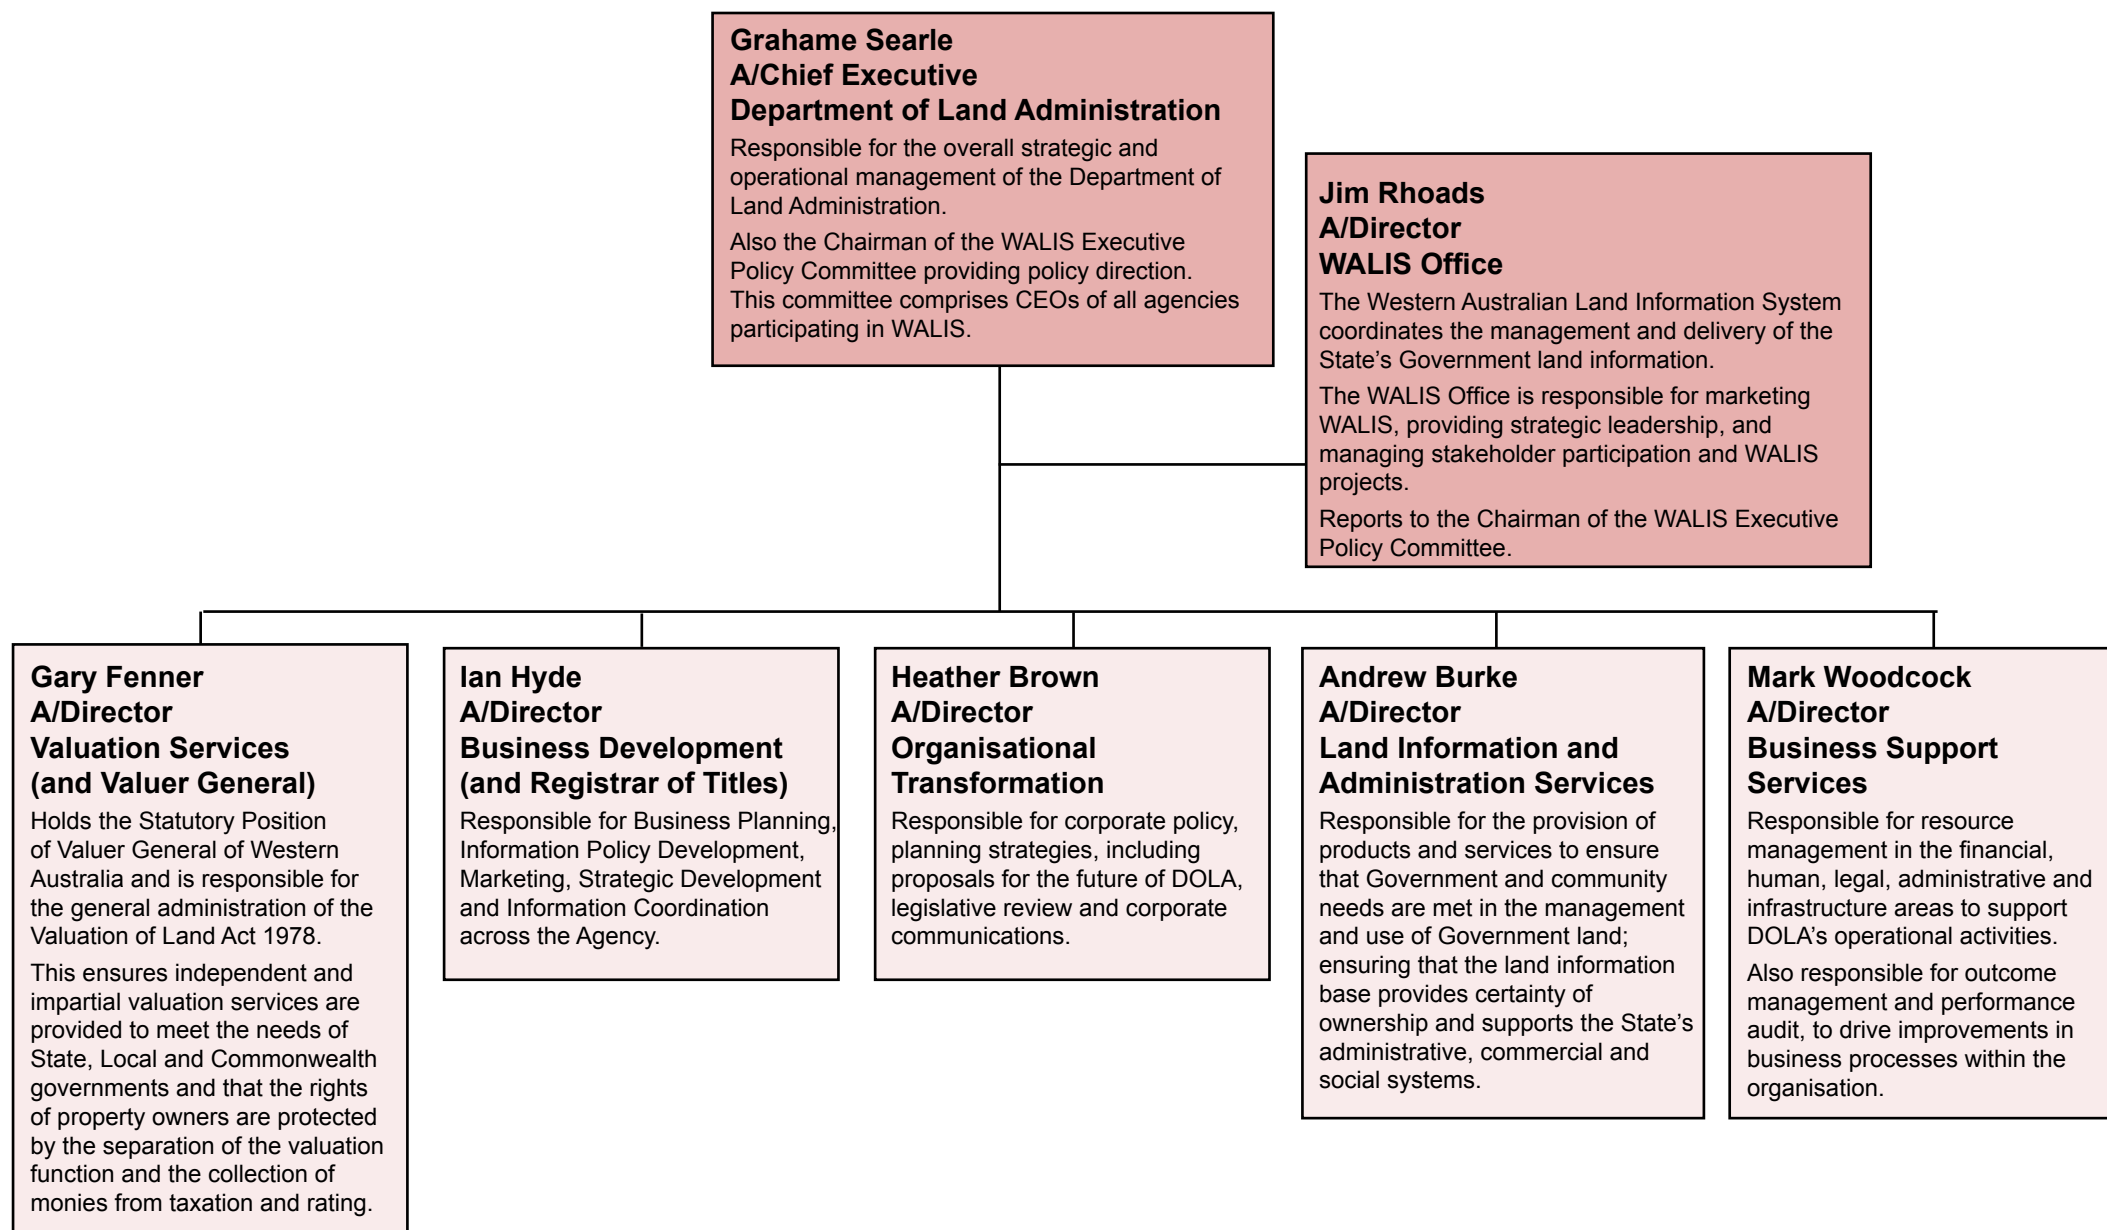 Grahame Searle
A/Chief Executive
Department of Land Administration
Responsible for the overall strategic and
operational management of the Department of
Land Administration.
Also the Chairman of the WALIS Executive
Policy Committee providing policy direction.
This committee comprises CEOs of all agencies
participating in WALIS.
Jim Rhoads
A/Director
WALIS Office
The Western Australian Land Information System
coordinates the management and delivery of the
State’s Government land information.
The WALIS Office is responsible for marketing
WALIS, providing strategic leadership, and
managing stakeholder participation and WALIS
projects.
Reports to the Chairman of the WALIS Executive
Policy Committee.
Gary Fenner
A/Director
Valuation Services
(and Valuer General)
Holds the Statutory Position
of Valuer General of Western
Australia and is responsible for
the general administration of the
Valuation of Land Act 1978.
This ensures independent and
impartial valuation services are
provided to meet the needs of
State, Local and Commonwealth
governments and that the rights
of property owners are protected
by the separation of the valuation
function and the collection of
monies from taxation and rating.
Ian Hyde
A/Director
Business Development
(and Registrar of Titles)
Responsible for Business Planning,
Information Policy Development,
Marketing, Strategic Development
and Information Coordination
across the Agency.
Heather Brown
A/Director
Organisational
Transformation
Responsible for corporate policy,
planning strategies, including
proposals for the future of DOLA,
legislative review and corporate
communications.
Andrew Burke
A/Director
Land Information and
Administration Services
Responsible for the provision of
products and services to ensure
that Government and community
needs are met in the management
and use of Government land;
ensuring that the land information
base provides certainty of
ownership and supports the State’s
administrative, commercial and
social systems.
Mark Woodcock
A/Director
Business Support
Services
Responsible for resource
management in the financial,
human, legal, administrative and
infrastructure areas to support
DOLA’s operational activities.
Also responsible for outcome
management and performance
audit, to drive improvements in
business processes within the
organisation.